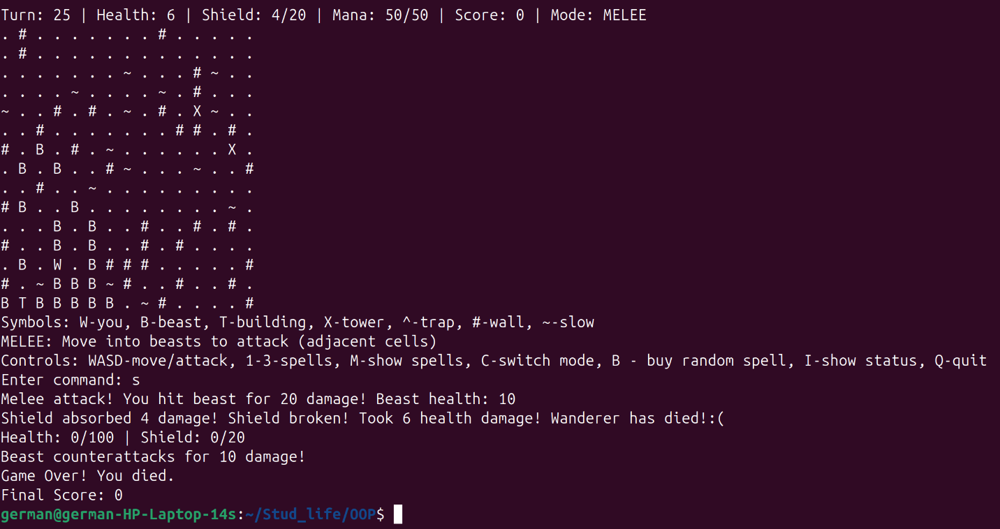 Turn: 25 | Health: 6 | Shield: 4/20 | Mana: 50/50 | Score: 0 | Mode: MELEE
. # . . . . . . . # . . . . .
. # . . . . . . . . . . . . .
. . . . . . . ~ . . . # ~ . .
. . . . ~ . . . . ~ . # . . .
~ . . # . # . ~ . # . X ~ . .
. . # . . . . . . . # # . # .
# . B . # . ~ . . . . . . X .
. B . B . . # ~ . . . ~ . . #
. . # . . ~ . . . . . . . . .
# B . . B . . . . . . . . ~ .
. . . B . B . . # . . # . # .
# . . B . B . . # . # . . . .
. B . W . B # # # . . . . . #
# . ~ B B B ~ # . . # . . # .
B T B B B B B . ~ # . . . . #
Symbols: W-you, B-beast, T-building, X-tower, ^-trap, #-wall, ~-slow
MELEE: Move into beasts to attack (adjacent cells)
Controls: WASD-move/attack, 1-3-spells, M-show spells, C-switch mode, B - buy random spell, I-show status, Q-quit
Enter command: s
Melee attack! You hit beast for 20 damage! Beast health: 10
Shield absorbed 4 damage! Shield broken! Took 6 health damage! Wanderer has died!:(
Health: 0/100 | Shield: 0/20
Beast counterattacks for 10 damage!
Game Over! You died.
Final Score: 0
german@german-HP-Laptop-14s:~/Stud_life/OOP$